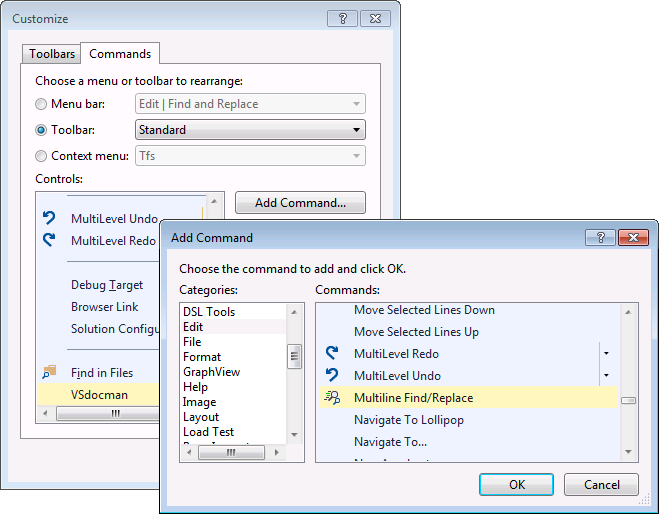 Customize
Toolbars Commands
Choose a menu or toolbar to rearrange:
Menu bar: Edit | Find and Replace
Toolbar: Standard
Context menu: Tfs
Controls:
MultiLevel Undo
MultiLevel Redo
Debug Target
Browser Link
Solution Configu
Find in Files
VSdocman
Add Command...
Add Command
Choose the command to add and click OK.
Categories:
DSL Tools
Edit
File
Format
GraphView
Help
Image
Layout
Load Test
Commands:
Move Selected Lines Down
Move Selected Lines Up
MultiLevel Redo
MultiLevel Undo
Multiline Find/Replace
Navigate To Lollipop
Navigate To...
OK Cancel